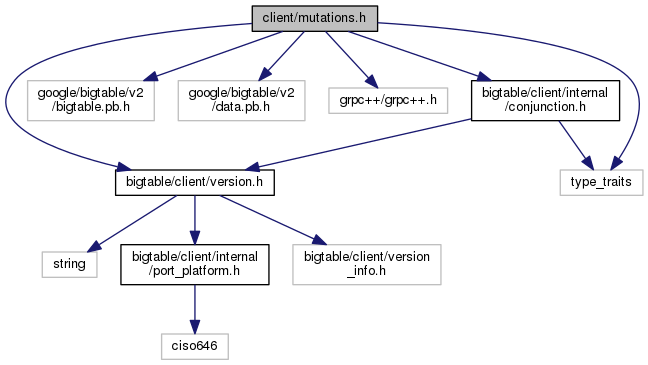 client/mutations.h
google/bigtable/v2
/bigtable.pb.h
google/bigtable/v2
/data.pb.h
grpc++/grpc++.h
bigtable/client/internal
/conjunction.h
bigtable/client/version.h
type_traits
string
bigtable/client/internal
/port_platform.h
bigtable/client/version
_info.h
ciso646